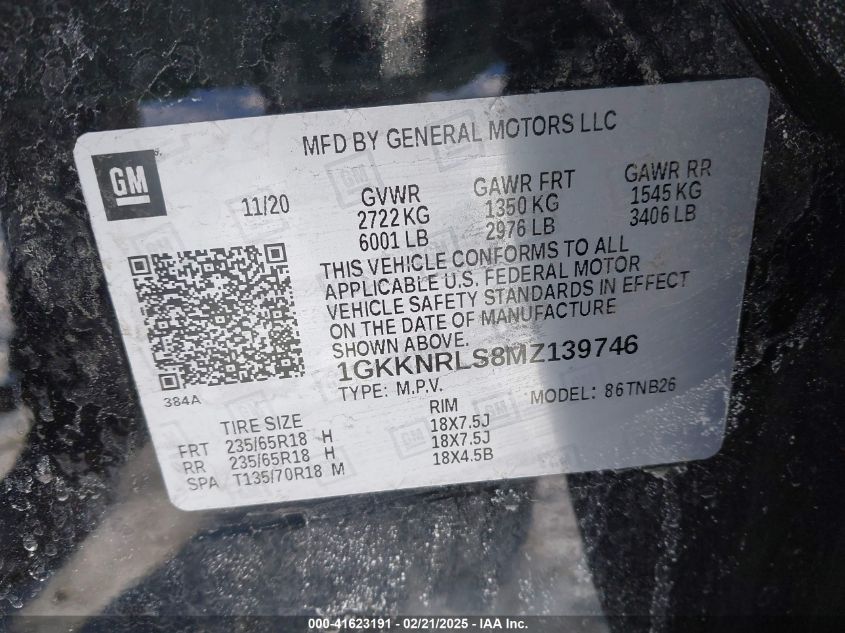 MFD BY GENERAL MOTORS LLC
GM
11/20
GVWR
2722 KG
6001 LB
GAWR FRT
1350 KG
2976 LB
GAWR RR
1545 KG
3406 LB
THIS VEHICLE CONFORMS TO ALL
APPLICABLE U.S. FEDERAL MOTOR
VEHICLE SAFETY STANDARDS IN EFFECT
ON THE DATE OF MANUFACTURE
SHOWN ABOVE.
1GKKNRLS8MZ139746
384A
TYPE: M.P.V.
MODEL: 86TNB26
TIRE SIZE
RIM
FRT 235/65R18 H 18X7.5J
RR 235/65R18 H 18X7.5J
SPA T135/70R18 M 18X4.5B
000-41623191 - 02/21/2025 - IAA Inc.